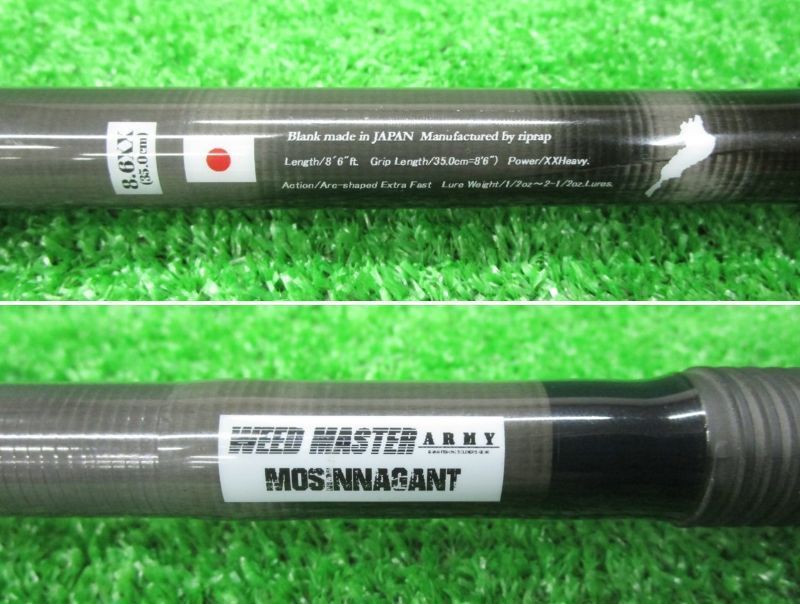 8.6XX
(35.0cm)
Blank made in JAPAN Manufactured by riprap
Length/8´6˝ft. Grip Length/35.0cm=8'6˝) Power/XXHeavy.
Action/Arc-shaped Extra Fast Lure Weight/1/2oz～2-1/2oz.Lures.
WEED MASTER ARMY
MOSINNAGANT